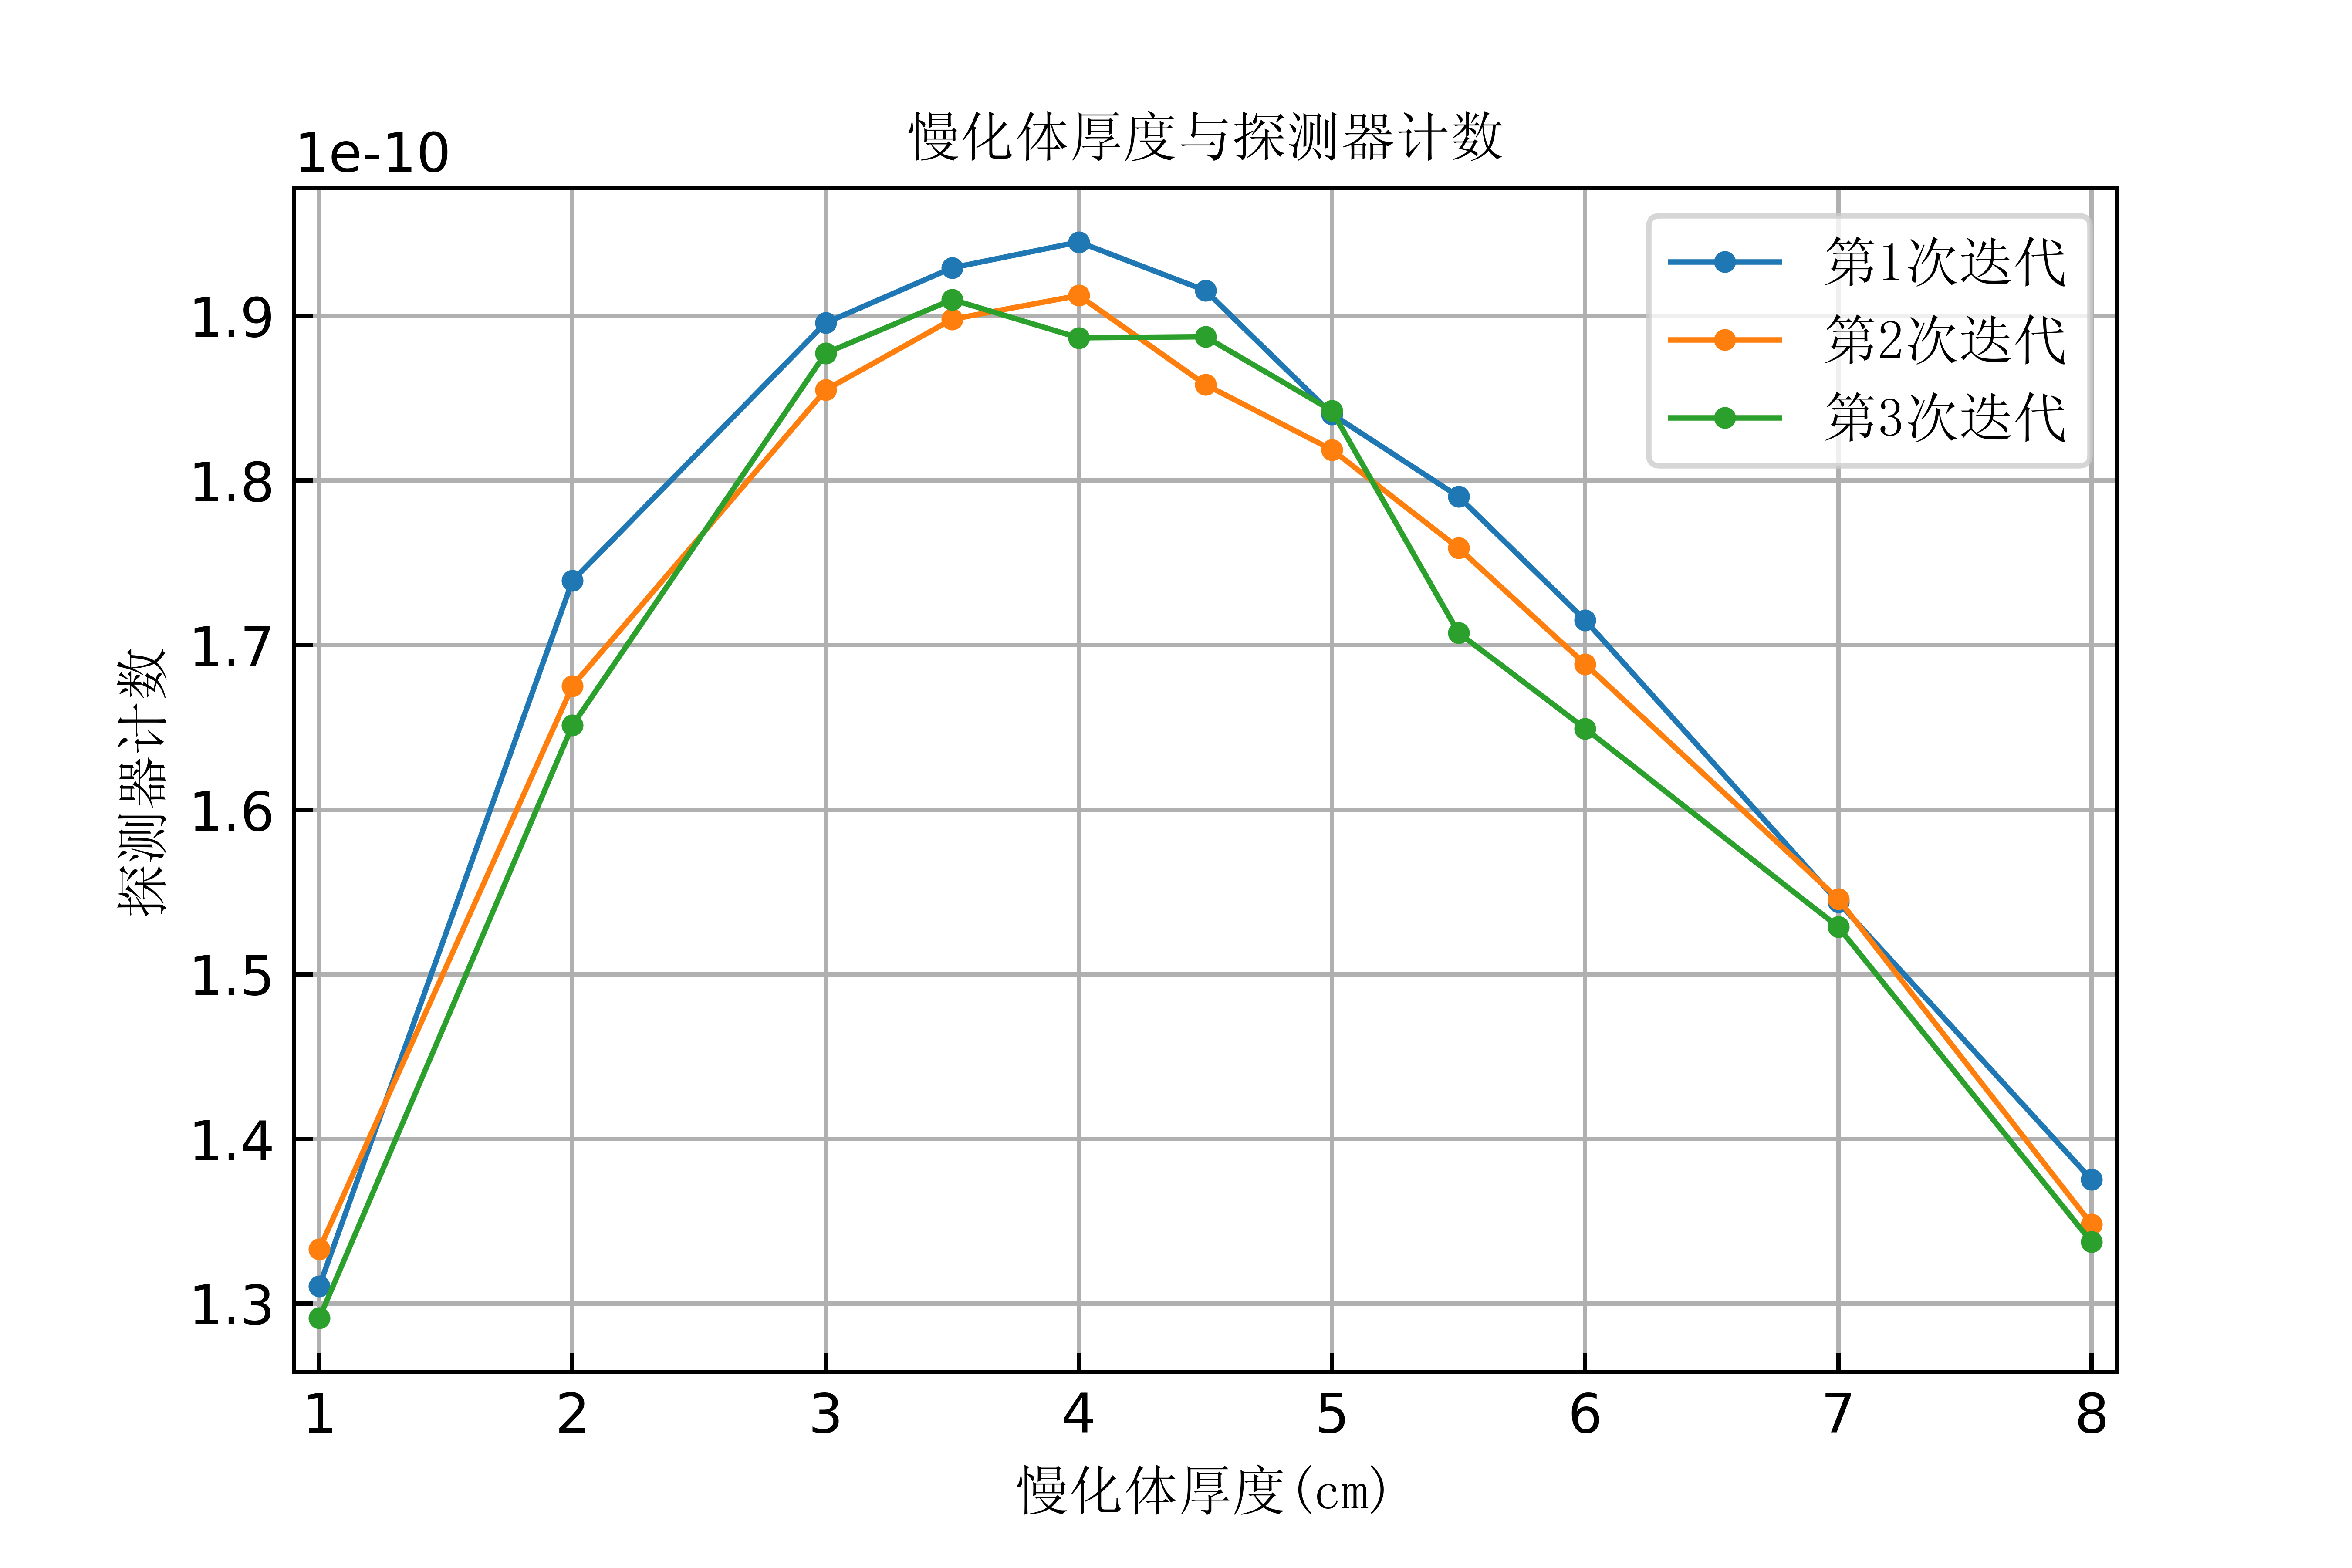 慢化体厚度与探测器计数
1e-10
第1次迭代
第2次迭代
第3次迭代
1.9
1.8
1.7
1.6
1.5
1.4
1.3
探测器计数
1 2 3 4 5 6 7 8
慢化体厚度(cm)